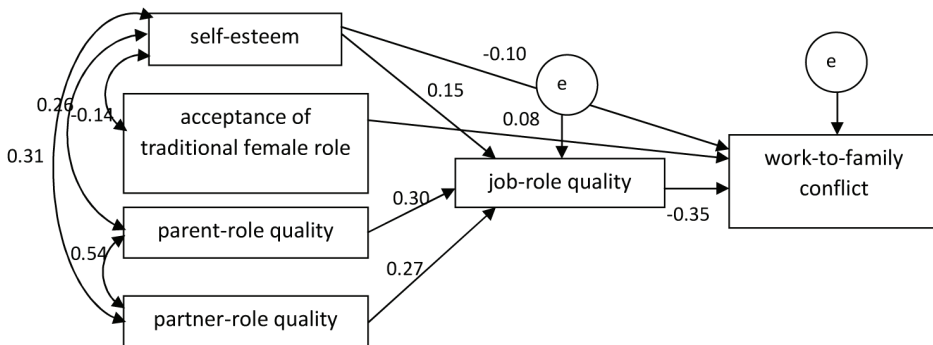 self-esteem
-0.10
e
e
0.15
0.26
-0.14
acceptance of
traditional female role
0.08
0.31
work-to-family
conflict
job-role quality
-0.35
0.30
parent-role quality
0.54
0.27
partner-role quality